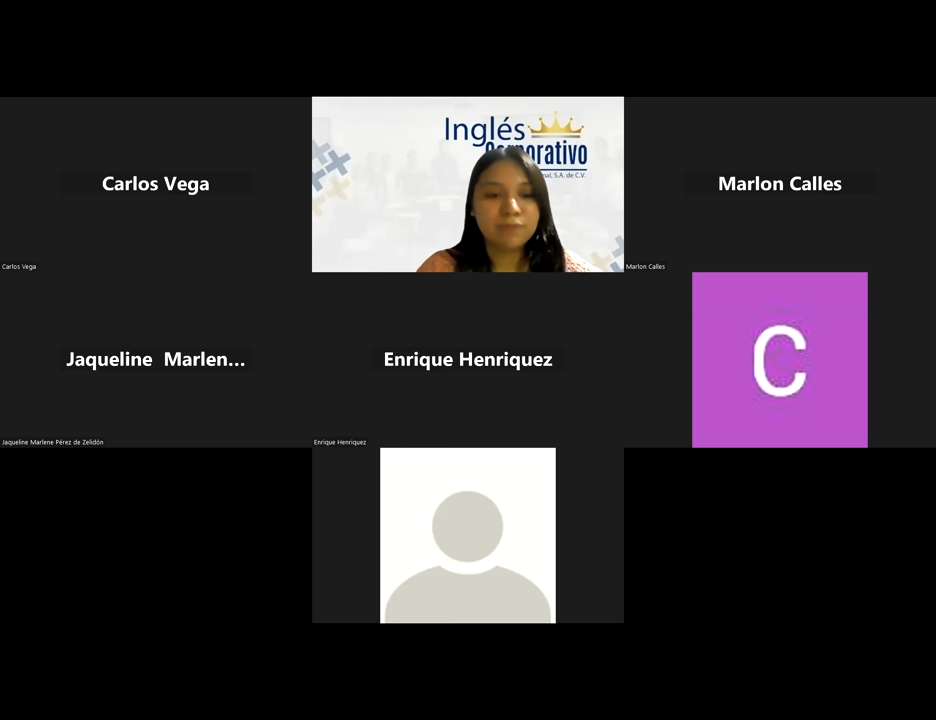 Carlos Vega
Carlos Vega
Inglés
Corporativo
nal, S.A. de C.V.
Marlon Calles
Marlon Calles
Jaqueline Marlen...
Jaqueline Marlene Pérez de Zelidón
Enrique Henriquez
Enrique Henriquez
C